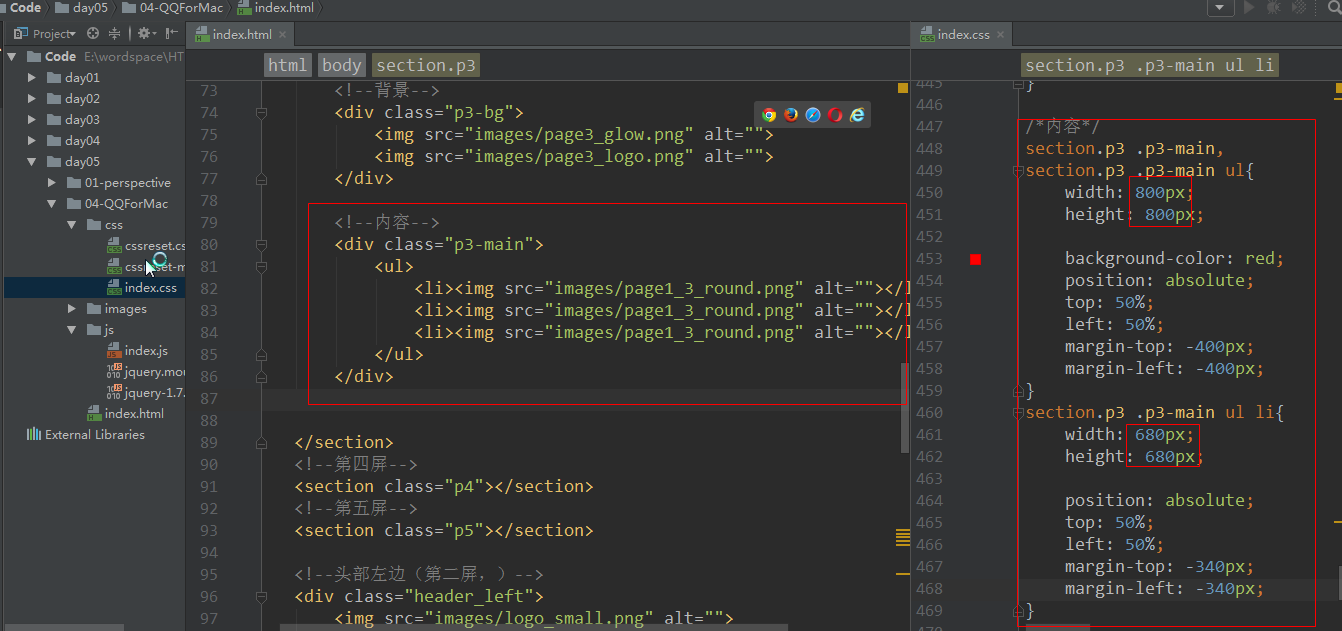 Code day05 04-QQForMac index.html
Project
Code E:\wordspace\HT
day01
day02
day03
day04
day05
01-perspective
04-QQForMac
css
cssreset.cs
index.css
images
js
index.js
jquery.mou
jquery-1.7.
index.html
External Libraries
index.html
html body section.p3
73 <!--背景-->
74 <div class="p3-bg">
75 <img src="images/page3_glow.png" alt="">
76 <img src="images/page3_logo.png" alt="">
77 </div>
78
79 <!--内容-->
80 <div class="p3-main">
81 <ul>
82 <li><img src="images/page1_3_round.png" alt=""></l
83 <li><img src="images/page1_3_round.png" alt=""></l
84 <li><img src="images/page1_3_round.png" alt=""></l
85 </ul>
86 </div>
87
88
89 </section>
90 <!--第四屏-->
91 <section class="p4"></section>
92 <!--第五屏-->
93 <section class="p5"></section>
94
95 <!--头部左边（第二屏，）-->
96 <div class="header_left">
97 <img src="images/logo_small.png" alt="">
index.css
section.p3 .p3-main ul li
445 }
446
447 /*内容*/
448 section.p3 .p3-main,
449 section.p3 .p3-main ul{
450 width: 800px;
451 height: 800px;
452
453 background-color: red;
454 position: absolute;
455 top: 50%;
456 left: 50%;
457 margin-top: -400px;
458 margin-left: -400px;
459 }
460 section.p3 .p3-main ul li{
461 width: 680px;
462 height: 680px;
463
464 position: absolute;
465 top: 50%;
466 left: 50%;
467 margin-top: -340px;
468 margin-left: -340px;
469 }